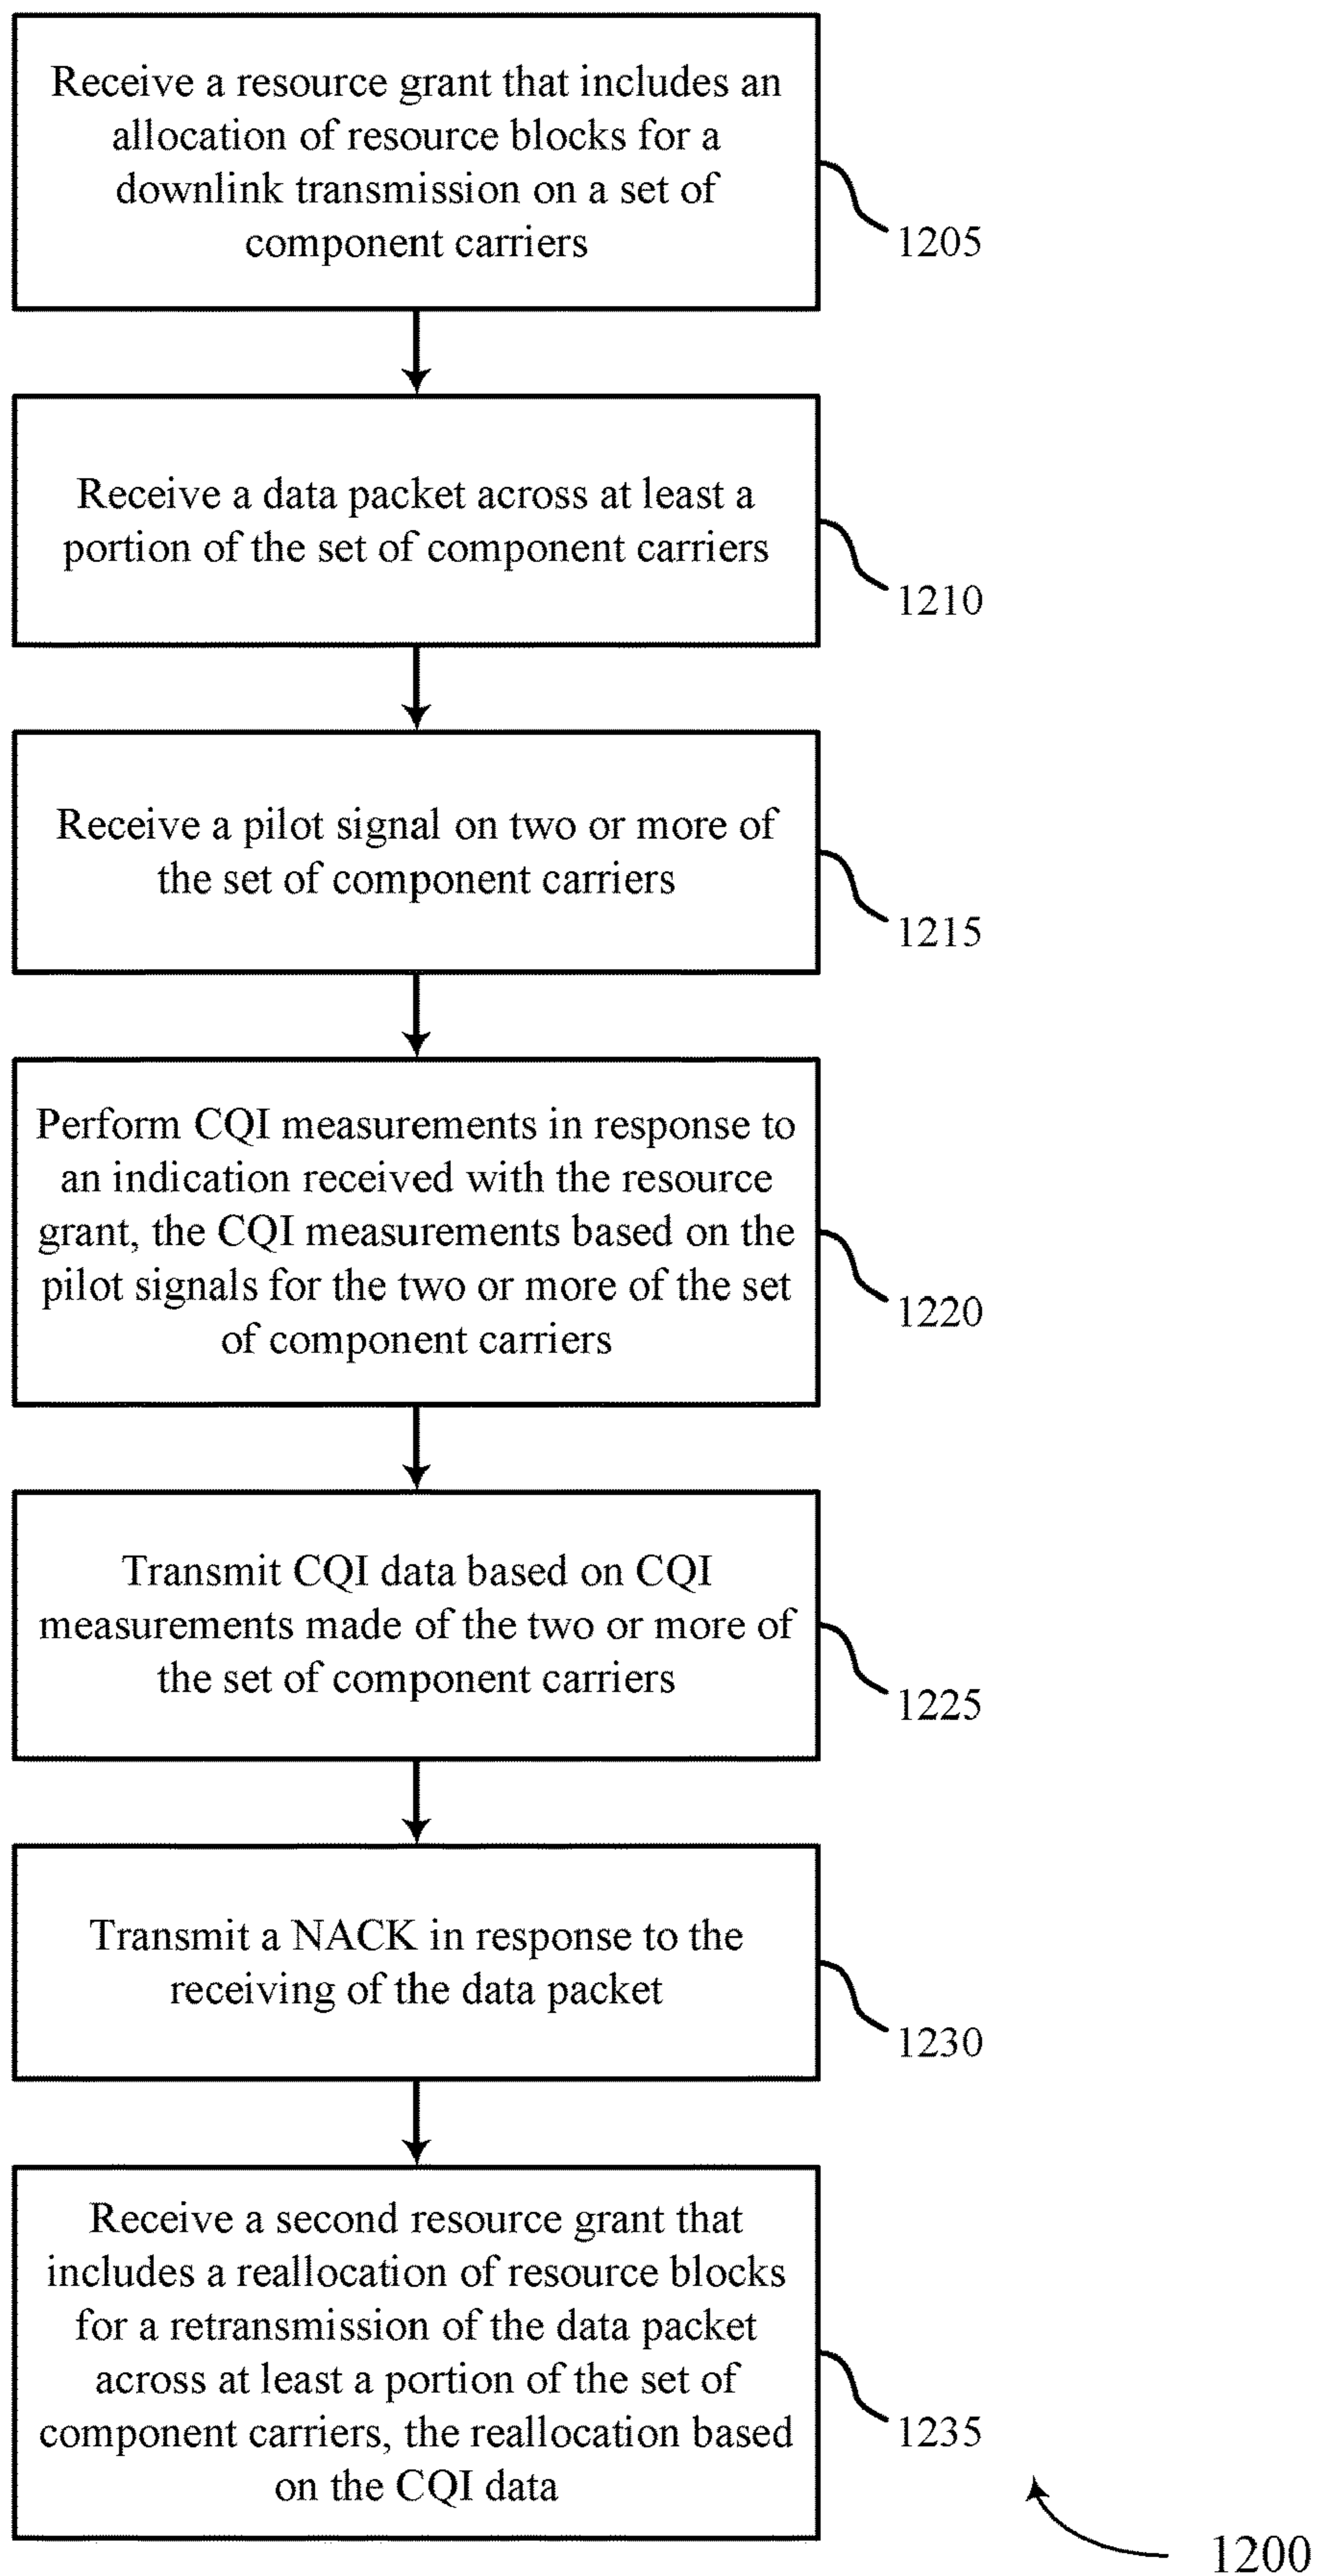 Receive a resource grant that includes an
allocation of resource blocks for a
downlink transmission on a set of
component carriers
1205
Receive a data packet across at least a
portion of the set of component carriers
1210
Receive a pilot signal on two or more of
the set of component carriers
1215
Perform CQI measurements in response to
an indication received with the resource
grant, the CQI measurements based on the
pilot signals for the two or more of the set
of component carriers
1220
Transmit CQI data based on CQI
measurements made of the two or more of
the set of component carriers
1225
Transmit a NACK in response to the
receiving of the data packet
1230
Receive a second resource grant that
includes a reallocation of resource blocks
for a retransmission of the data packet
across at least a portion of the set of
component carriers, the reallocation based
on the CQI data
1235
1200